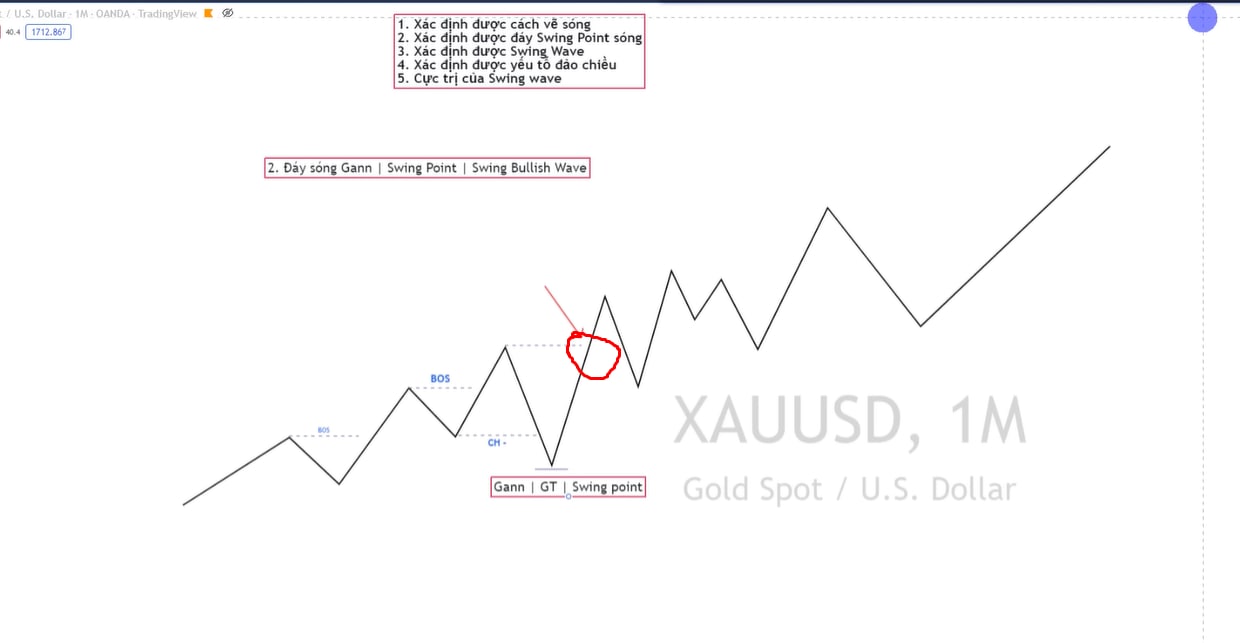 / U.S. Dollar · 1M · OANDA · TradingView
40.4 1712.867
1. Xác định được cách vẽ sóng
2. Xác định được đáy Swing Point sóng
3. Xác định được Swing Wave
4. Xác định được yếu tố đảo chiều
5. Cực trị của Swing wave
2. Đáy sóng Gann | Swing Point | Swing Bullish Wave
BOS
BOS
CH -
Gann | GT | Swing point
XAUUSD, 1M
Gold Spot / U.S. Dollar